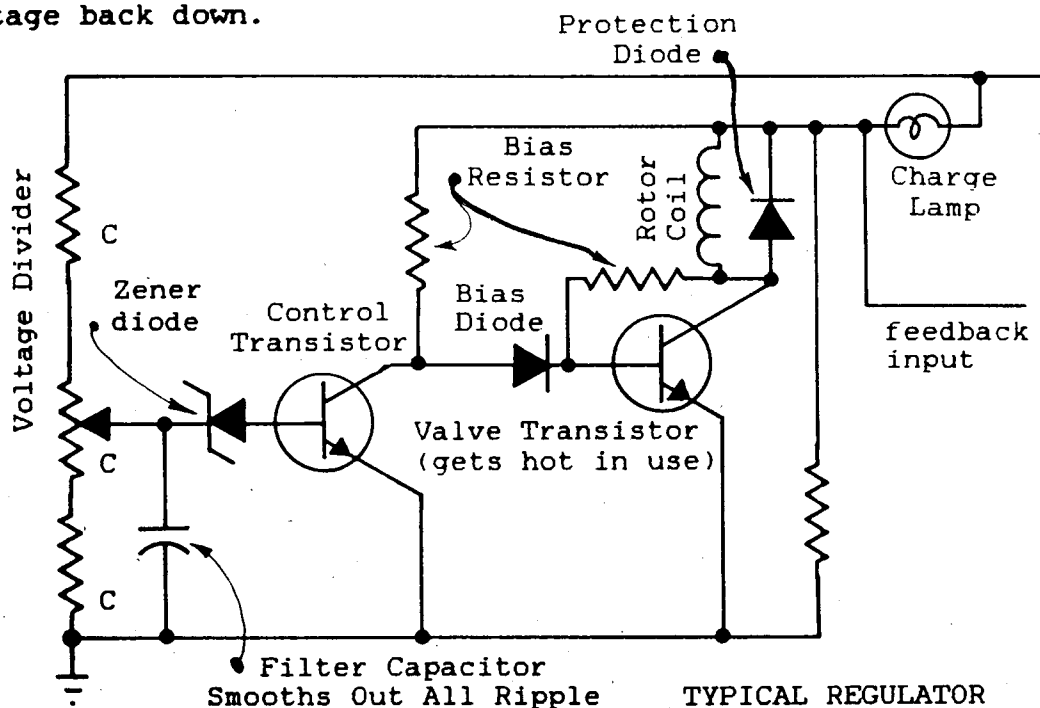 tage back down.
Protection
Diode
Bias
Resistor
Rotor
Coil
Charge
Lamp
Voltage Divider
C
Zener
diode
Control
Transistor
Bias
Diode
feedback
input
Valve Transistor
(gets hot in use)
C
C
Filter Capacitor
Smooths Out All Ripple
TYPICAL REGULATOR